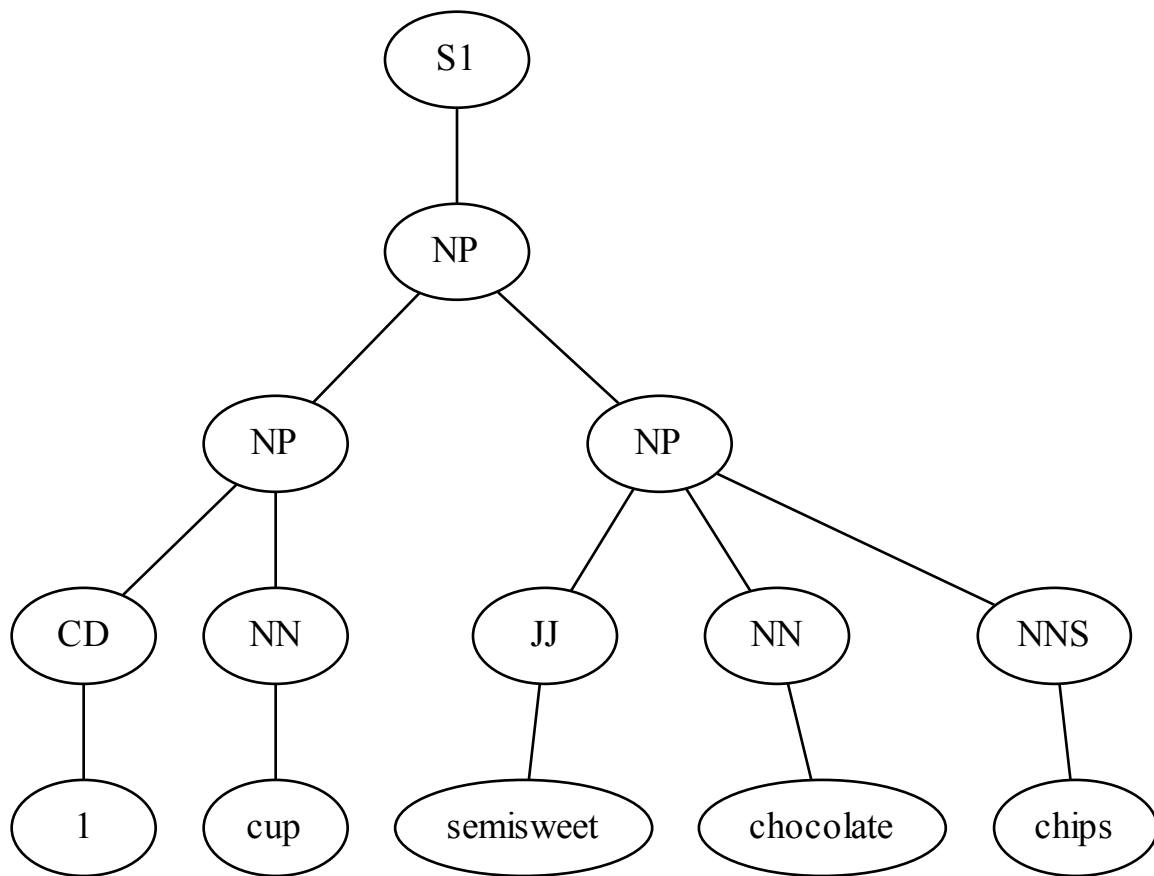 S1
NP
NP NP
CD NN JJ NN NNS
1 cup semisweet chocolate chips